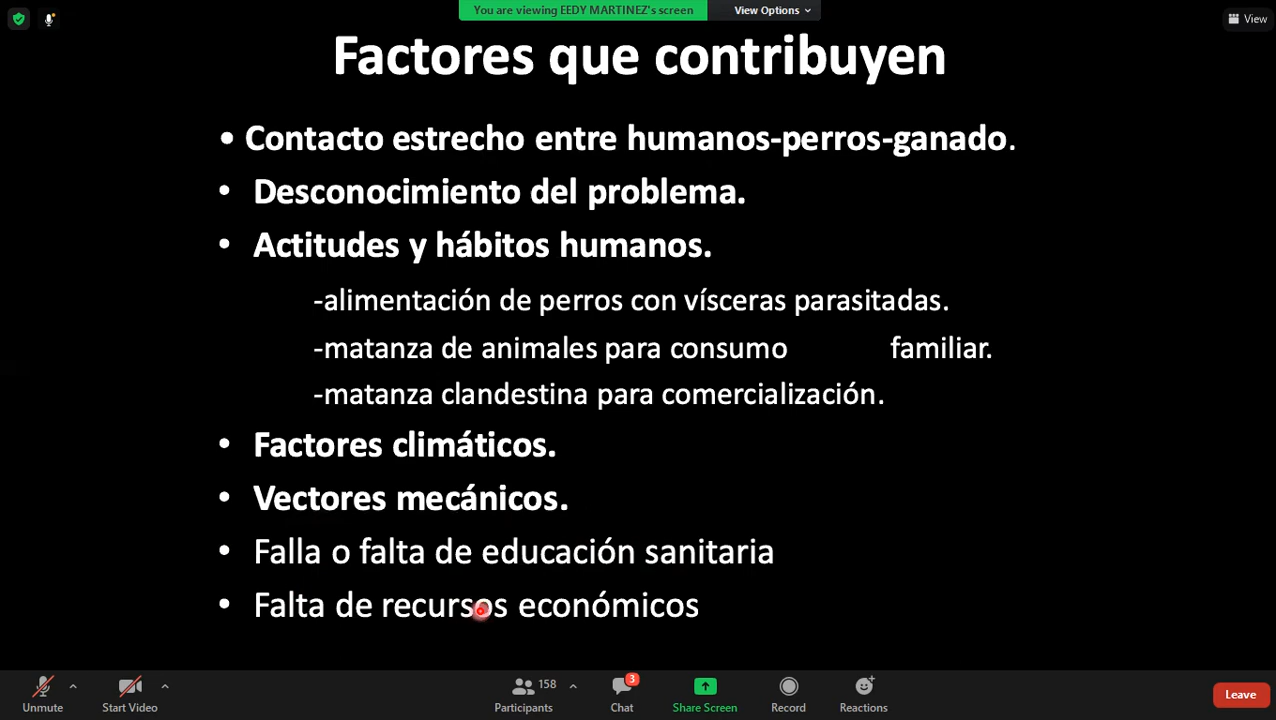 You are viewing EEDY MARTINEZ's screen
View Options
View
Factores que contribuyen
• Contacto estrecho entre humanos-perros-ganado.
• Desconocimiento del problema.
• Actitudes y hábitos humanos.
-alimentación de perros con vísceras parasitadas.
-matanza de animales para consumo familiar.
-matanza clandestina para comercialización.
• Factores climáticos.
• Vectores mecánicos.
• Falla o falta de educación sanitaria
• Falta de recursos económicos
Unmute
Start Video
158
Participants
3
Chat
Share Screen
Record
Reactions
Leave